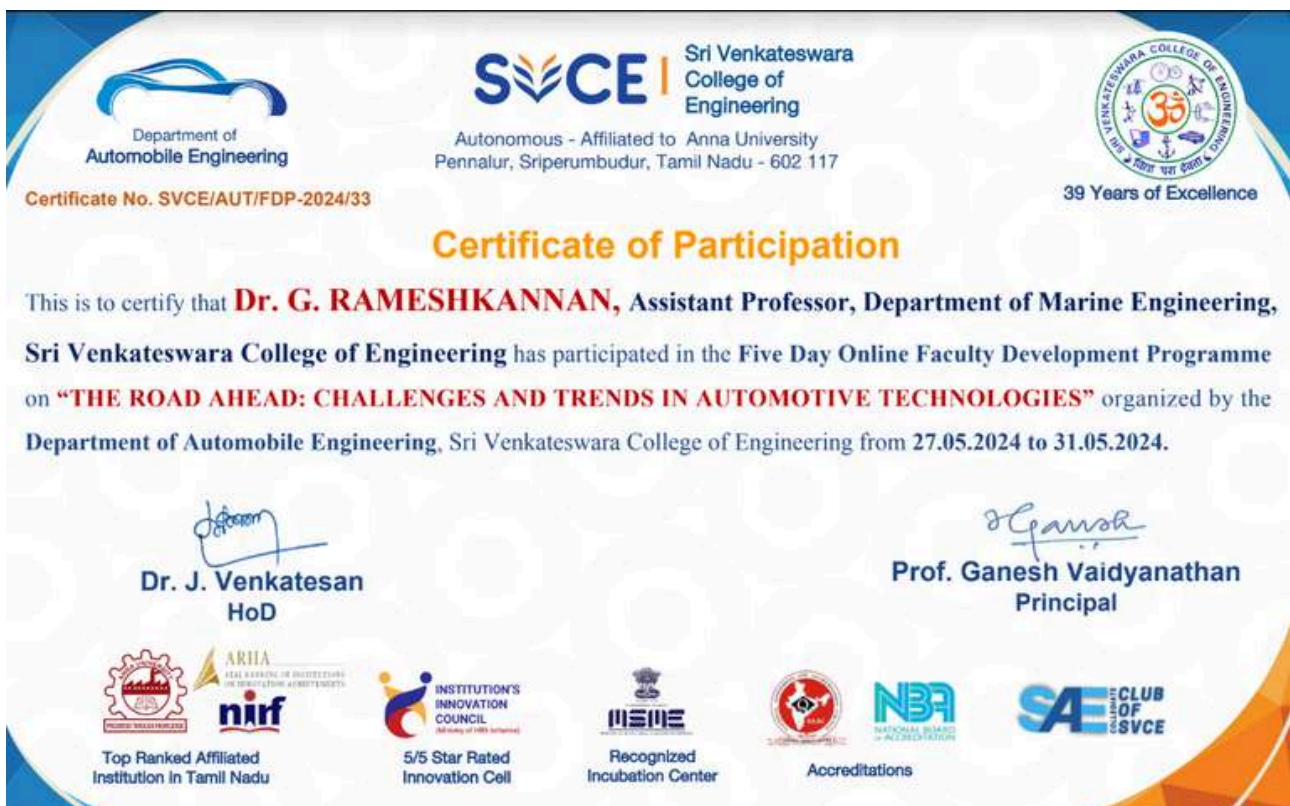 Department of
Automobile Engineering
SVCE
Sri Venkateswara
College of
Engineering
Autonomous - Affiliated to Anna University
Pennalur, Sriperumbudur, Tamil Nadu - 602 117
SRI VENKATESWARA COLLEGE OF ENGINEERING
39 Years of Excellence
Certificate No. SVCE/AUT/FDP-2024/33
Certificate of Participation
This is to certify that Dr. G. RAMESHKANNAN, Assistant Professor, Department of Marine Engineering,
Sri Venkateswara College of Engineering has participated in the Five Day Online Faculty Development Programme
on “THE ROAD AHEAD: CHALLENGES AND TRENDS IN AUTOMOTIVE TECHNOLOGIES” organized by the
Department of Automobile Engineering, Sri Venkateswara College of Engineering from 27.05.2024 to 31.05.2024.
Dr. J. Venkatesan
HoD
Prof. Ganesh Vaidyanathan
Principal
ARIIA
ATAL RANKING OF INSTITUTIONS
ON INNOVATION ACHIEVEMENTS
nirf
Top Ranked Affiliated
Institution in Tamil Nadu
INSTITUTION'S
INNOVATION
COUNCIL
5/5 Star Rated
Innovation Cell
MSME
Recognized
Incubation Center
NBA
NATIONAL BOARD
OF ACCREDITATION
Accreditations
SAE
CLUB
OF
SVCE